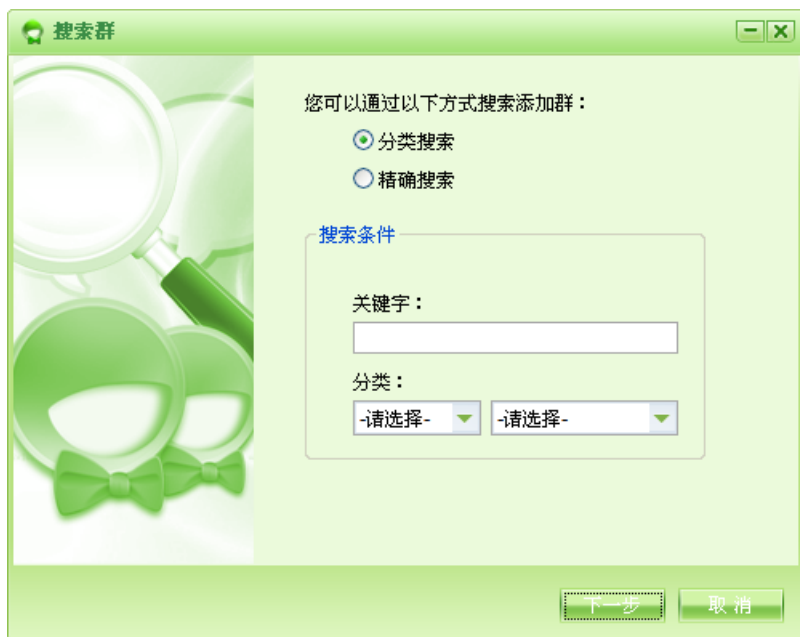 搜索群
您可以通过以下方式搜索添加群：
分类搜索
精确搜索
搜索条件
关键字：
分类：
-请选择- -请选择-
下一步 取 消